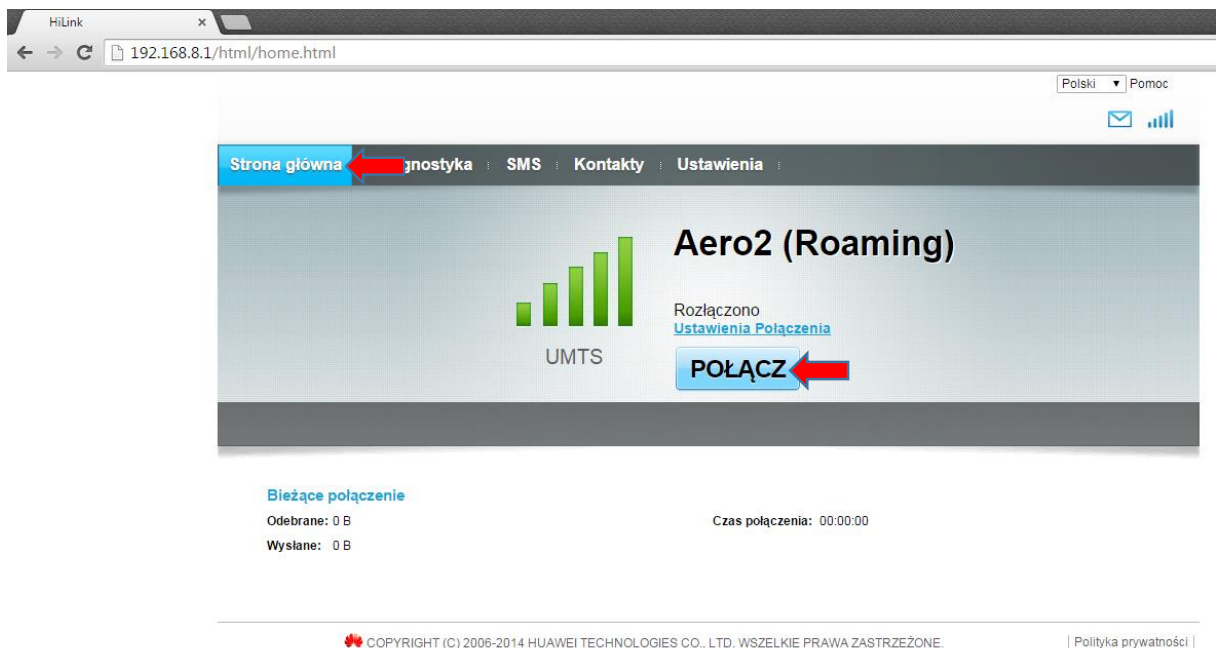 HiLink
192.168.8.1/html/home.html
Polski Pomoc
Strona główna gnostyka SMS Kontakty Ustawienia
Aero2 (Roaming)
Rozłączono
Ustawienia Połączenia
UMTS
POŁĄCZ
Bieżące połączenie
Odebrane: 0 B Czas połączenia: 00:00:00
Wysłane: 0 B
COPYRIGHT (C) 2006-2014 HUAWEI TECHNOLOGIES CO., LTD. WSZELKIE PRAWA ZASTRZEŻONE. | Polityka prywatności |